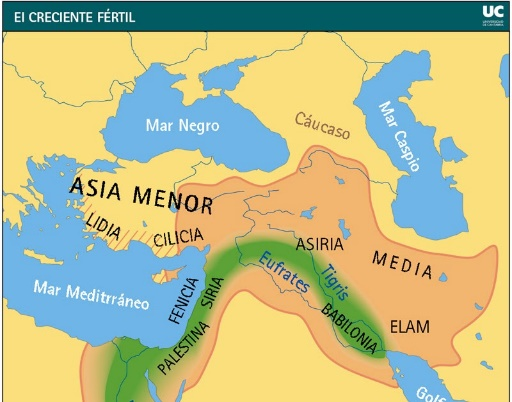 El CRECIENTE FÉRTIL
UC
Mar Negro
Cáucaso
Mar Caspio
ASIA MENOR
LIDIA
CILICIA
ASIRIA
MEDIA
Mar Meditrráneo
FENICIA
SIRIA
Eufrates
Tigris
PALESTINA
BABILONIA
ELAM
Golf